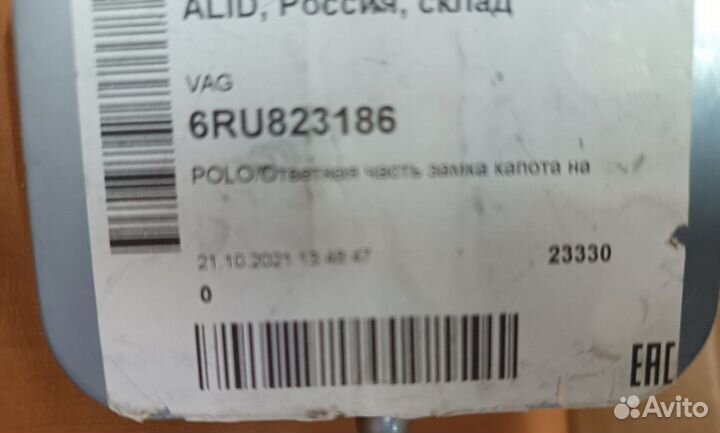 ALID, Россия, склад
VAG
6RU823186
POLO/Ответная часть замка капота на
21.10.2021 13:48:47
23330
0
EAC
Avito